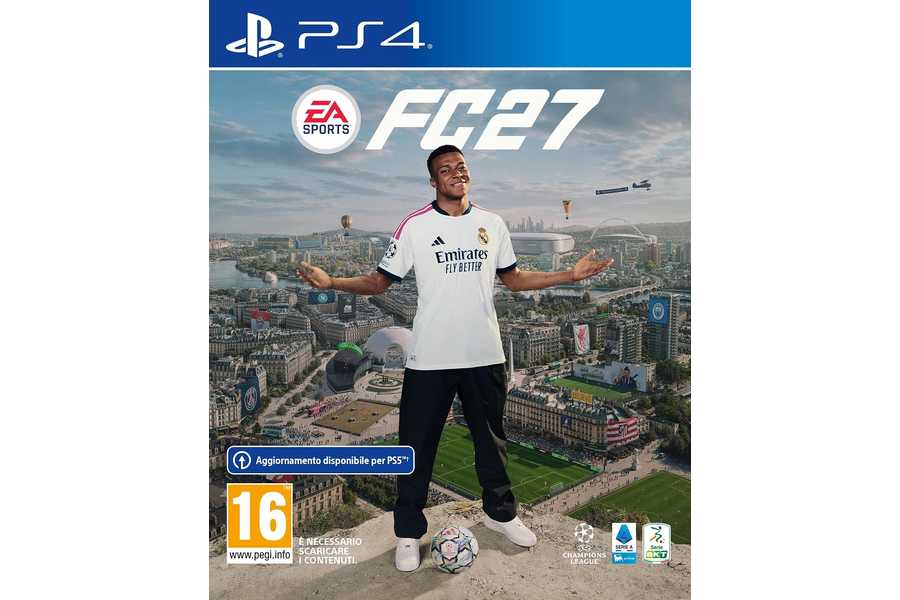 PS4
EA
SPORTS
FC27
Emirates
FLY BETTER
Aggiornamento disponibile per PS5™†
16
™
www.pegi.info
È NECESSARIO
SCARICARE
I CONTENUTI.
CHAMPIONS
LEAGUE
SERIE A
Serie
BKT